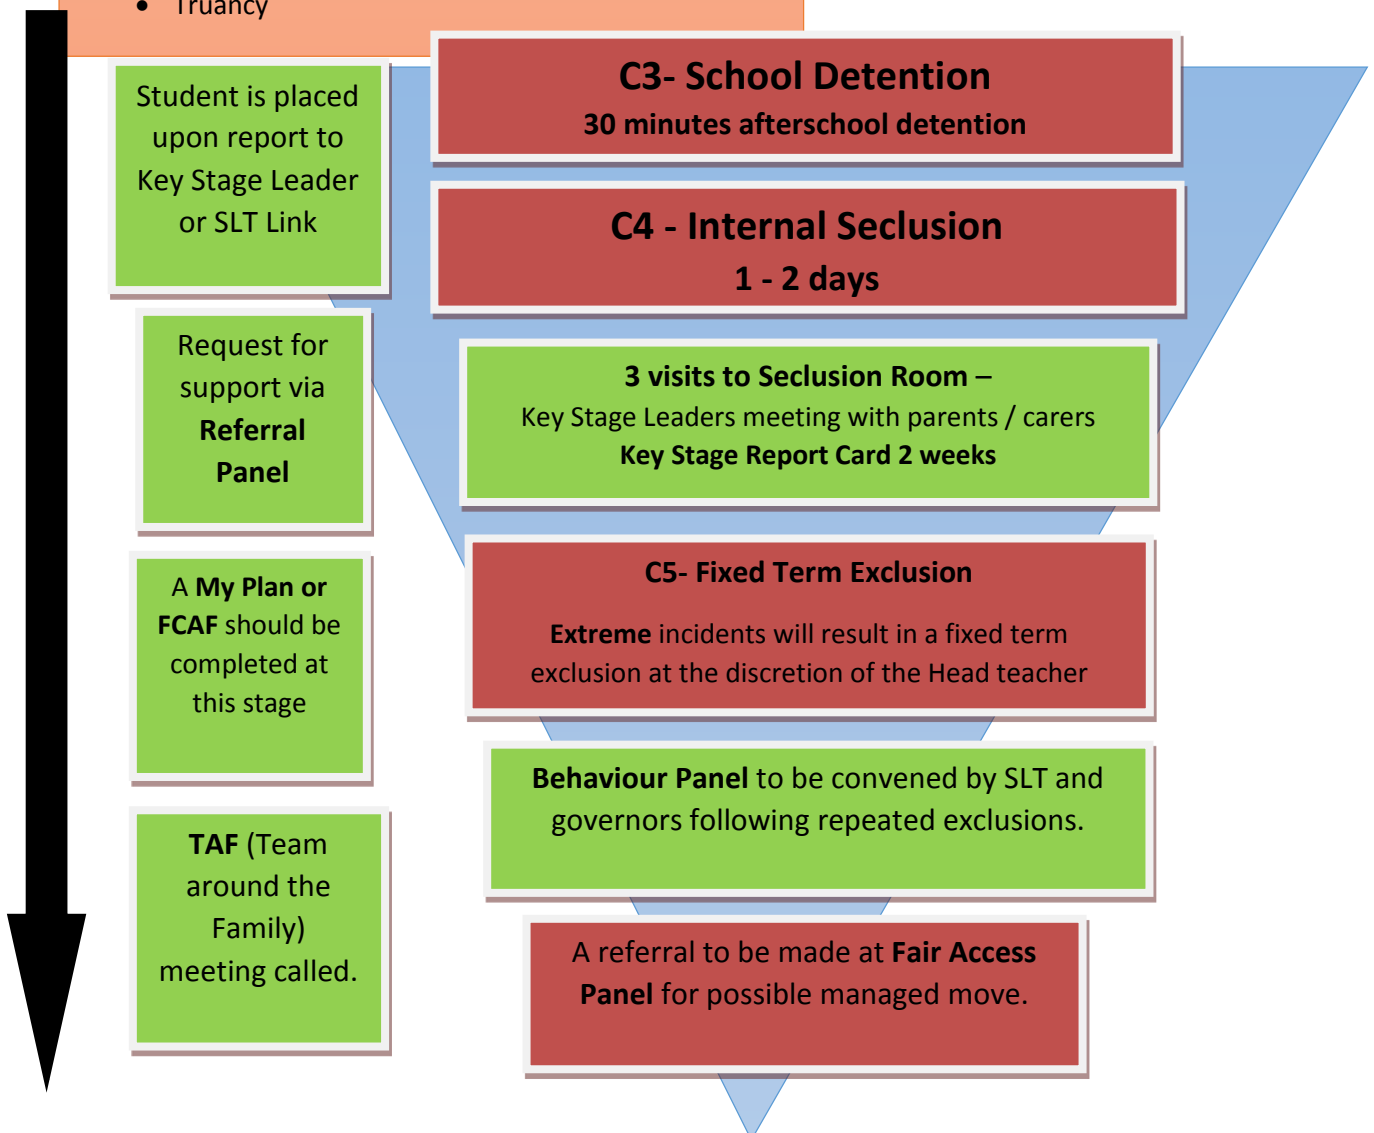 • Truancy
C3- School Detention
30 minutes afterschool detention
Student is placed
upon report to
Key Stage Leader
or SLT Link
C4 - Internal Seclusion
1 - 2 days
Request for
support via
Referral
Panel
3 visits to Seclusion Room –
Key Stage Leaders meeting with parents / carers
Key Stage Report Card 2 weeks
A My Plan or
FCAF should be
completed at
this stage
C5- Fixed Term Exclusion
Extreme incidents will result in a fixed term
exclusion at the discretion of the Head teacher
Behaviour Panel to be convened by SLT and
governors following repeated exclusions.
TAF (Team
around the
Family)
meeting called.
A referral to be made at Fair Access
Panel for possible managed move.